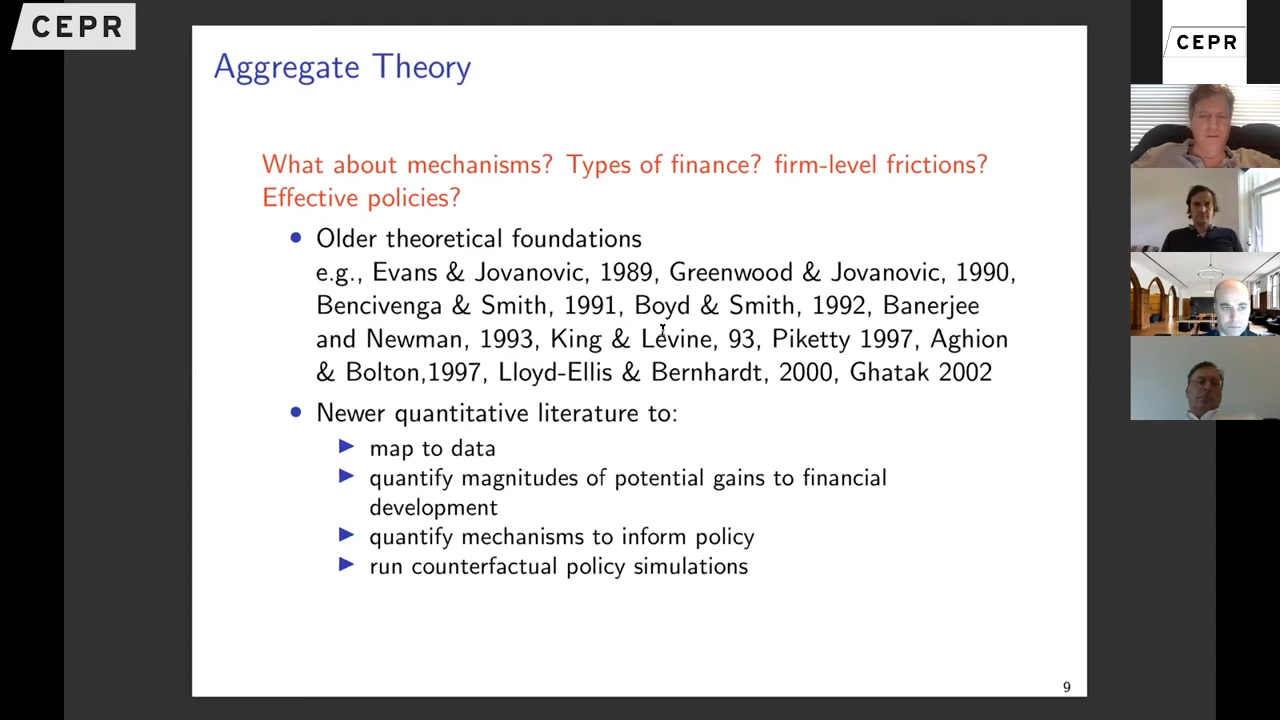 CEPR
CEPR
Aggregate Theory
What about mechanisms? Types of finance? firm-level frictions?
Effective policies?
Older theoretical foundations
e.g., Evans & Jovanovic, 1989, Greenwood & Jovanovic, 1990,
Bencivenga & Smith, 1991, Boyd & Smith, 1992, Banerjee
and Newman, 1993, King & Levine, 93, Piketty 1997, Aghion
& Bolton,1997, Lloyd-Ellis & Bernhardt, 2000, Ghatak 2002
Newer quantitative literature to:
map to data
quantify magnitudes of potential gains to financial
development
quantify mechanisms to inform policy
run counterfactual policy simulations
9